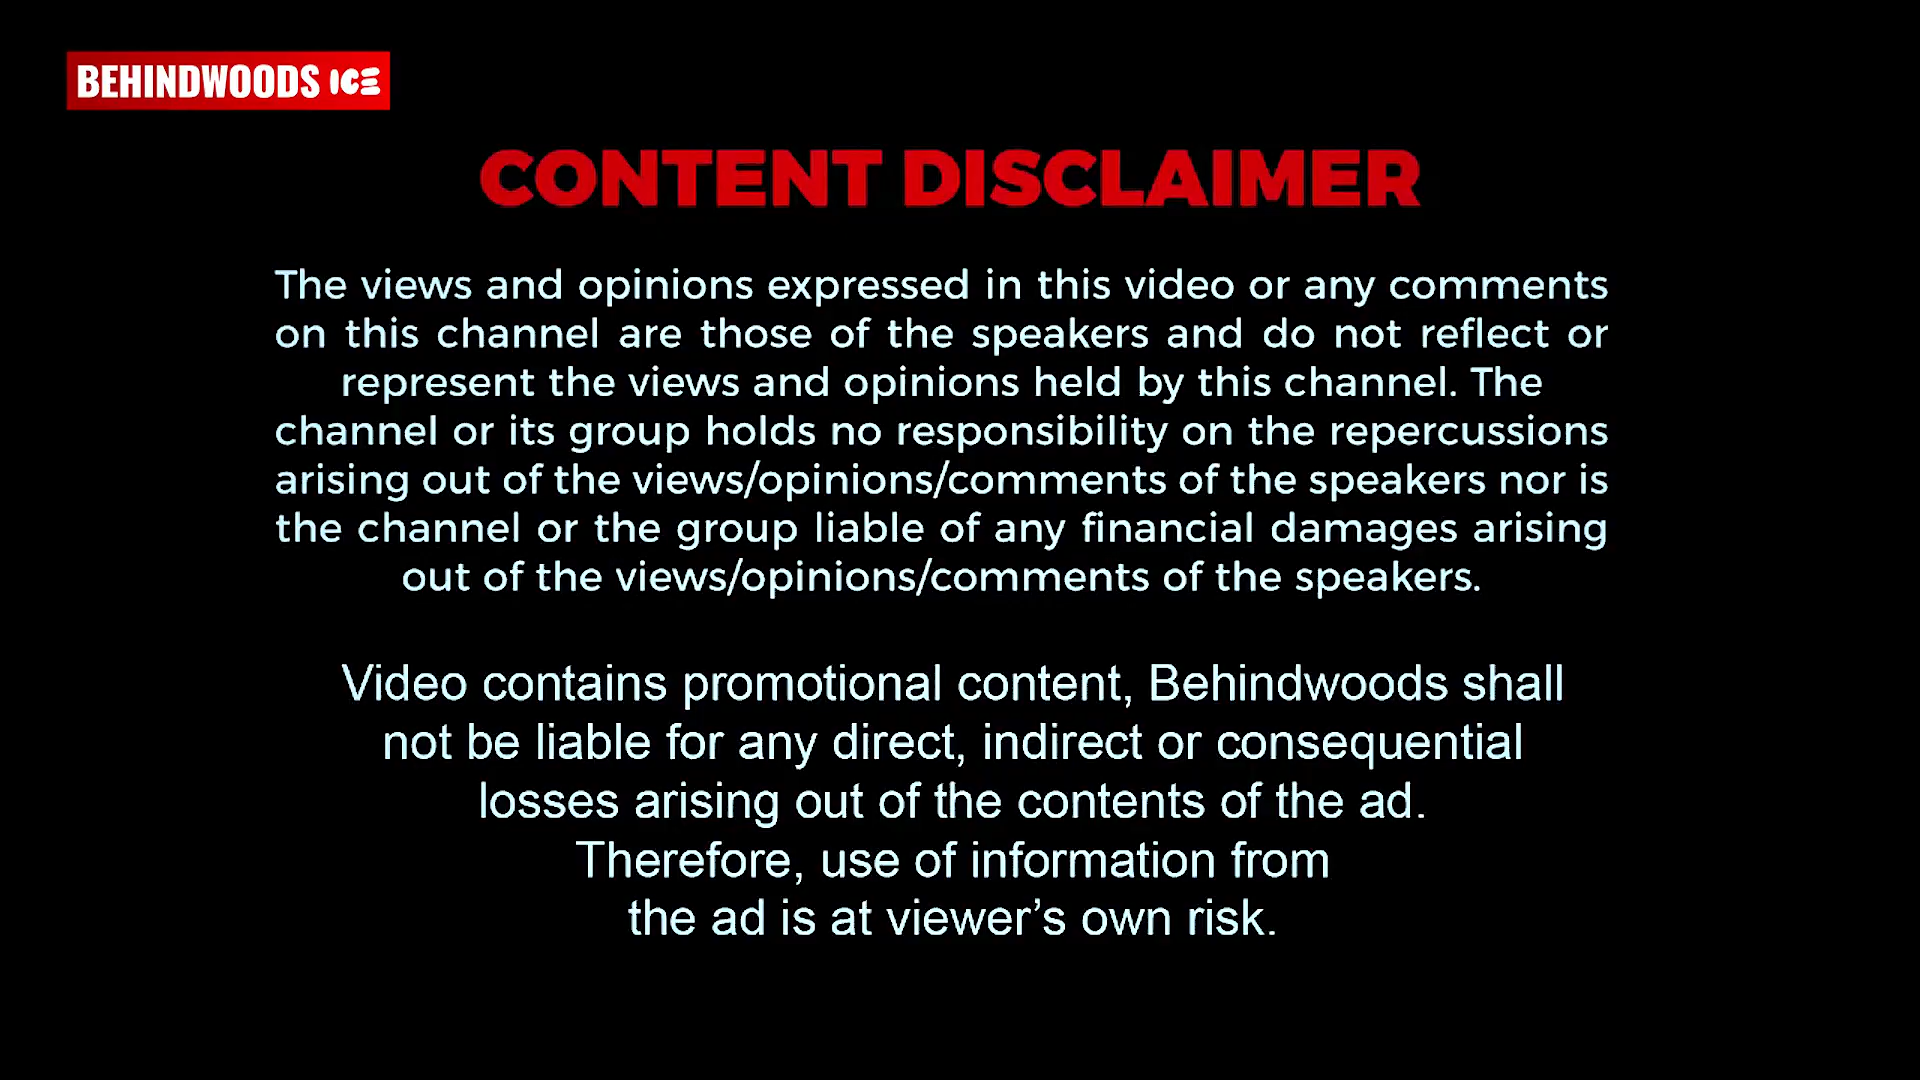 BEHINDWOODS ICE
CONTENT DISCLAIMER
The views and opinions expressed in this video or any comments
on this channel are those of the speakers and do not reflect or
represent the views and opinions held by this channel. The
channel or its group holds no responsibility on the repercussions
arising out of the views/opinions/comments of the speakers nor is
the channel or the group liable of any financial damages arising
out of the views/opinions/comments of the speakers.
Video contains promotional content, Behindwoods shall
not be liable for any direct, indirect or consequential
losses arising out of the contents of the ad.
Therefore, use of information from
the ad is at viewer’s own risk.